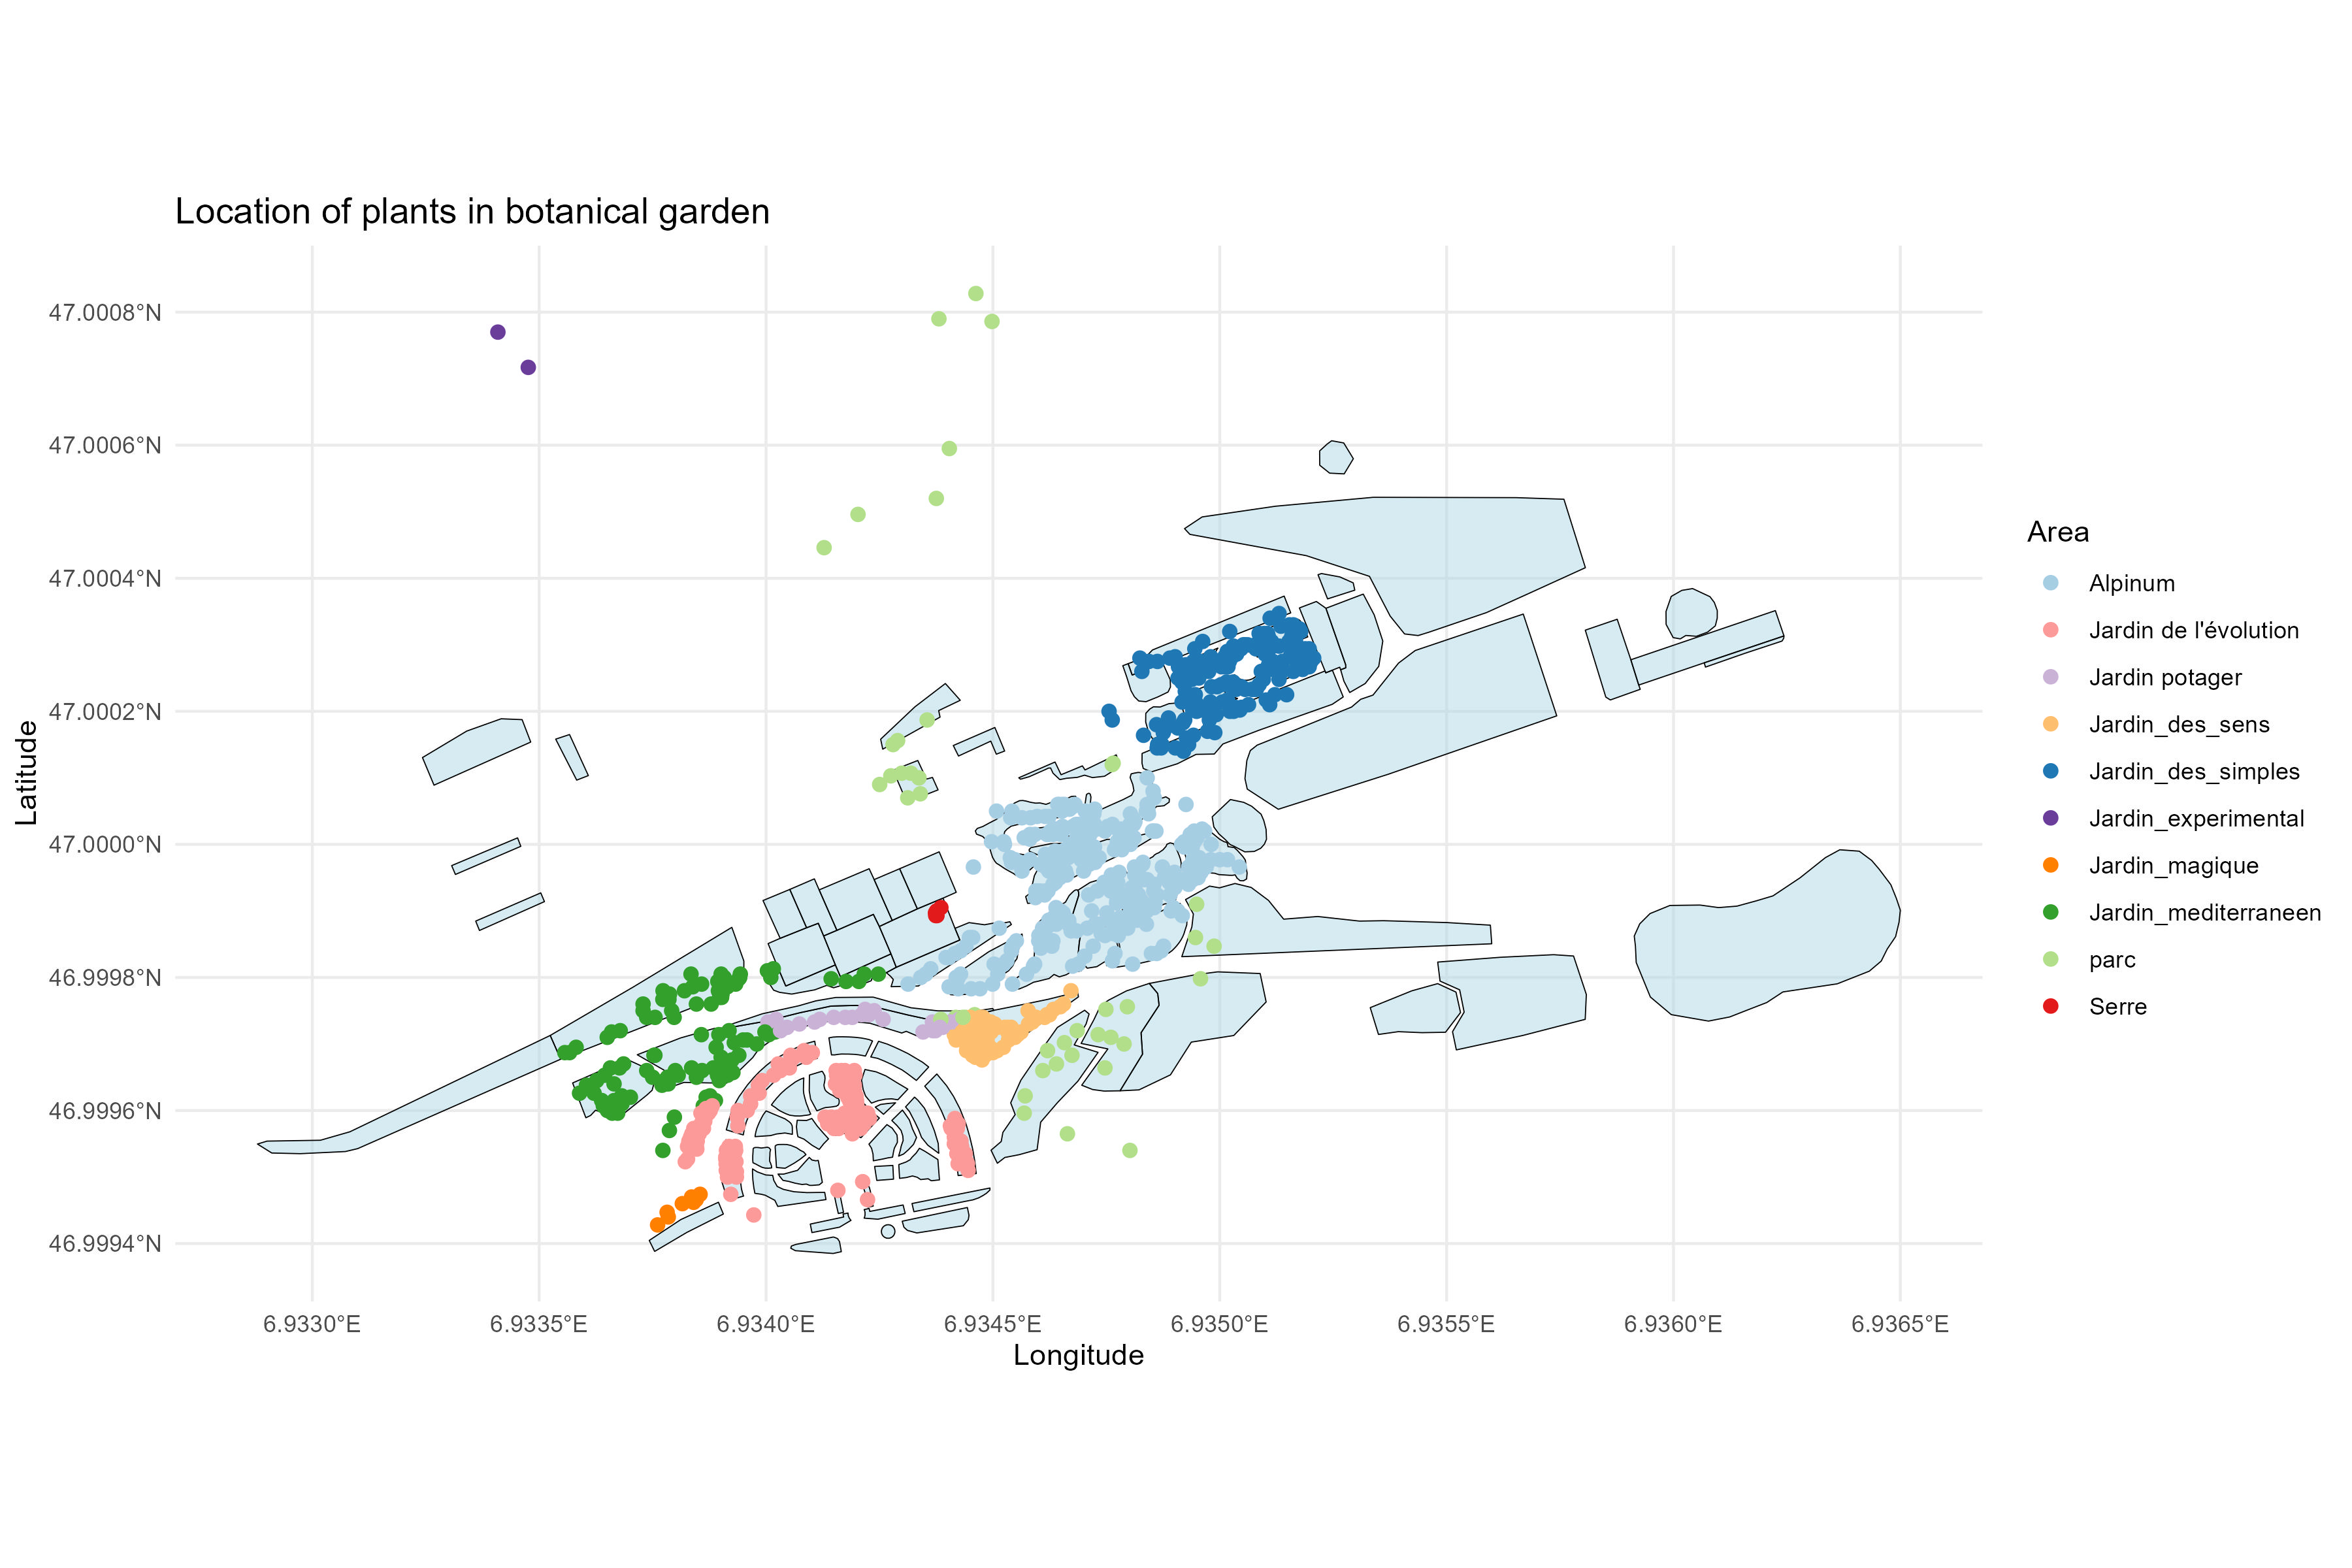 Location of plants in botanical garden
47.0008°N
47.0006°N
47.0004°N
47.0002°N
47.0000°N
46.9998°N
46.9996°N
46.9994°N
Latitude
6.9330°E 6.9335°E 6.9340°E 6.9345°E 6.9350°E 6.9355°E 6.9360°E 6.9365°E
Longitude
Area
Alpinum
Jardin de l'évolution
Jardin potager
Jardin_des_sens
Jardin_des_simples
Jardin_experimental
Jardin_magique
Jardin_mediterraneen
parc
Serre